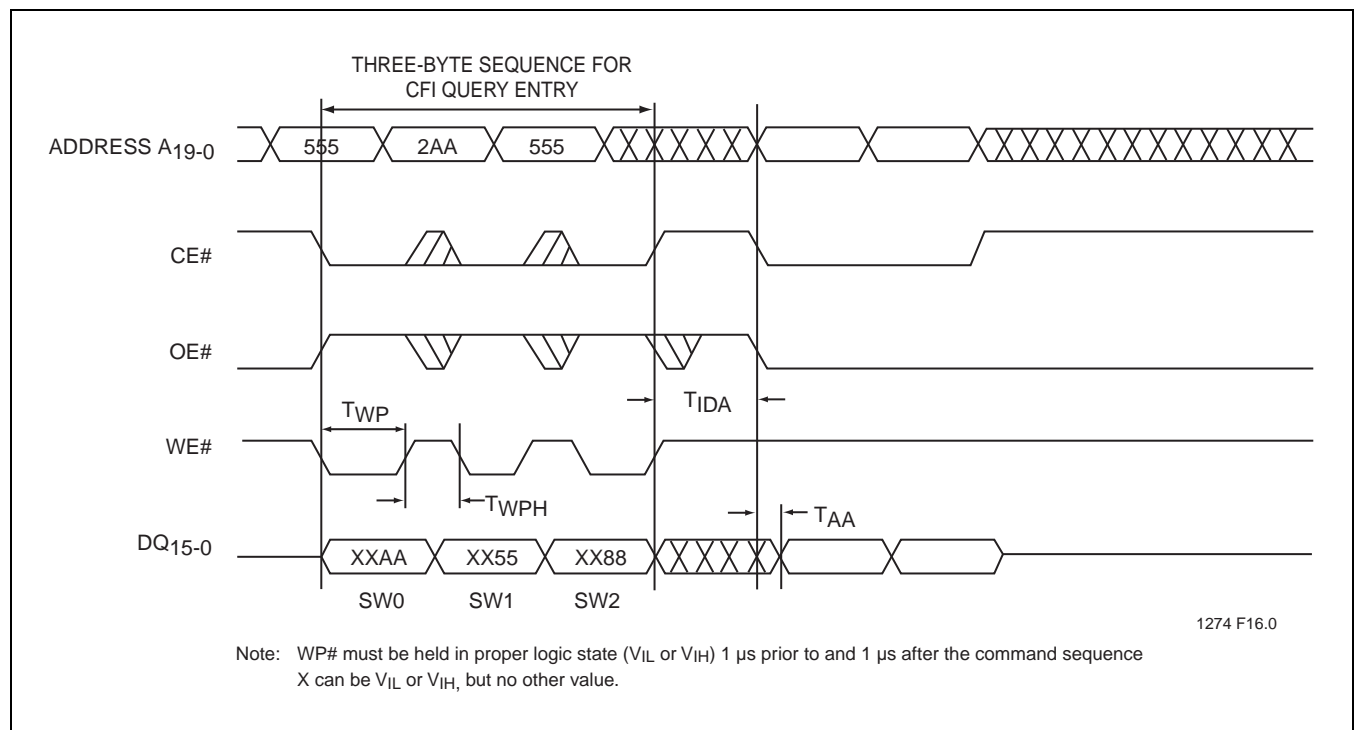 THREE-BYTE SEQUENCE FOR
CFI QUERY ENTRY
ADDRESS A19-0
555
2AA
555
CE#
OE#
TIDA
TWP
WE#
TWPH
TAA
DQ15-0
XXAA
XX55
XX88
SW0
SW1
SW2
1274 F16.0
Note: WP# must be held in proper logic state (VIL or VIH) 1 µs prior to and 1 µs after the command sequence
X can be VIL or VIH, but no other value.